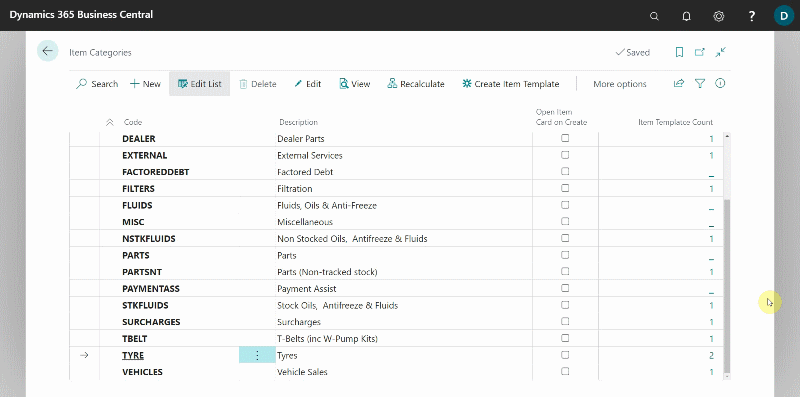 Dynamics 365 Business Central
?
D
Item Categories
Saved
Search
New
Edit List
Delete
Edit
View
Recalculate
Create Item Template
More options
Code
Description
Open Item
Card on Create
Item Templatee Count
DEALER Dealer Parts 1
EXTERNAL External Services 1
FACTOREDDEBT Factored Debt _
FILTERS Filtration 1
FLUIDS Fluids, Oils & Anti-Freeze _
MISC Miscellaneous _
NSTKFLUIDS Non Stocked Oils, Antifreeze & Fluids 1
PARTS Parts _
PARTSNT Parts (Non-tracked stock) 1
PAYMENTASS Payment Assist _
STKFLUIDS Stock Oils, Antifreeze & Fluids 1
SURCHARGES Surcharges 1
TBELT T-Belts (inc W-Pump Kits) 1
TYRE Tyres 2
VEHICLES Vehicle Sales 1